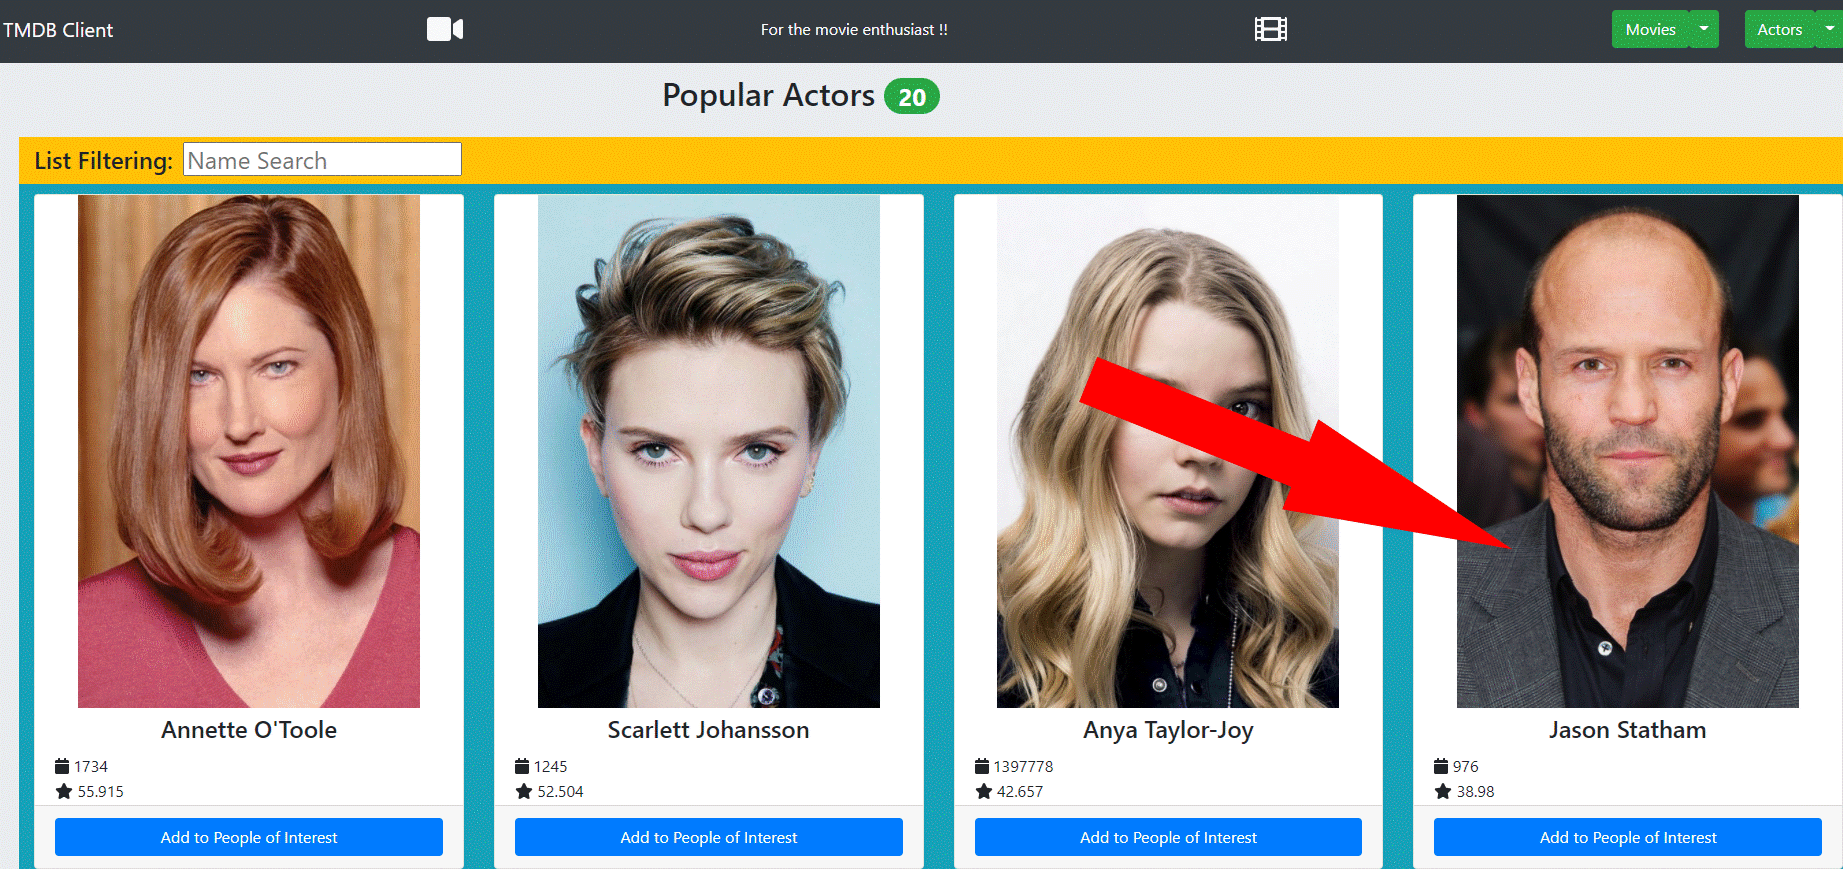 TMDB Client
For the movie enthusiast !!
Movies
Actors
Popular Actors 20
List Filtering: Name Search
Annette O'Toole
1734
55.915
Add to People of Interest
Scarlett Johansson
1245
52.504
Add to People of Interest
Anya Taylor-Joy
1397778
42.657
Add to People of Interest
Jason Statham
976
38.98
Add to People of Interest